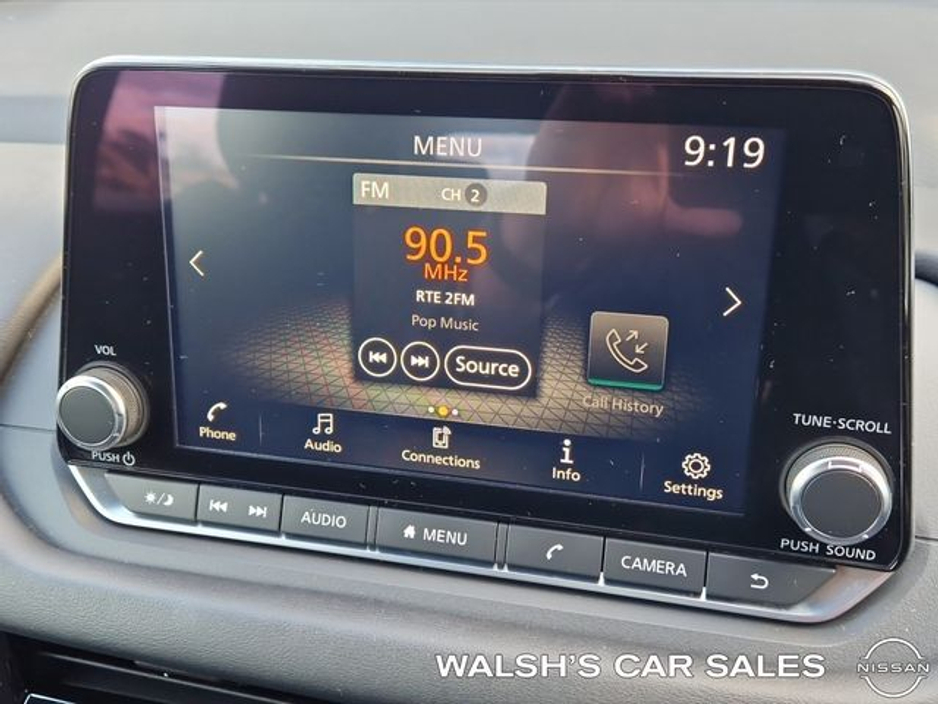 MENU
9:19
FM CH 2
90.5
MHz
RTE 2FM
Pop Music
Source
Call History
VOL
PUSH
TUNE·SCROLL
PUSH SOUND
Phone
Audio
Connections
Info
Settings
AUDIO
MENU
CAMERA
WALSH'S CAR SALES
NISSAN